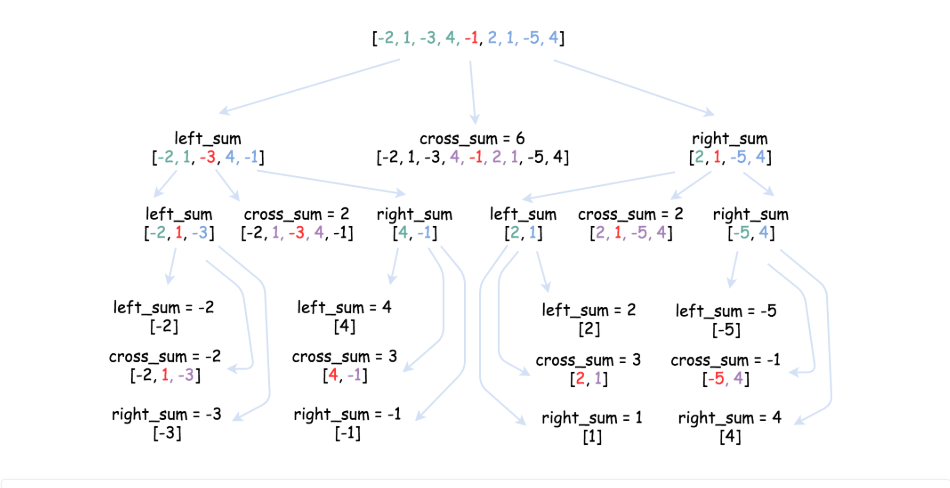 [-2, 1, -3, 4, -1, 2, 1, -5, 4]
left_sum
[-2, 1, -3, 4, -1]
cross_sum = 6
[-2, 1, -3, 4, -1, 2, 1, -5, 4]
right_sum
[2, 1, -5, 4]
left_sum
[-2, 1, -3]
cross_sum = 2
[-2, 1, -3, 4, -1]
right_sum
[4, -1]
left_sum
[2, 1]
cross_sum = 2
[2, 1, -5, 4]
right_sum
[-5, 4]
left_sum = -2
[-2]
cross_sum = -2
[-2, 1, -3]
right_sum = -3
[-3]
left_sum = 4
[4]
cross_sum = 3
[4, -1]
right_sum = -1
[-1]
left_sum = 2
[2]
cross_sum = 3
[2, 1]
right_sum = 1
[1]
left_sum = -5
[-5]
cross_sum = -1
[-5, 4]
right_sum = 4
[4]